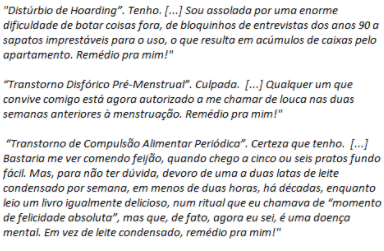 "Distúrbio de Hoarding”. Tenho. [...] Sou assolada por uma enorme
dificuldade de botar coisas fora, de bloquinhos de entrevistas dos anos 90 a
sapatos imprestáveis para o uso, o que resulta em acúmulos de caixas pelo
apartamento. Remédio pra mim!"
“Transtorno Disfórico Pré-Menstrual”. Culpada. [...] Qualquer um que
convive comigo está agora autorizado a me chamar de louca nas duas
semanas anteriores à menstruação. Remédio pra mim!"
“Transtorno de Compulsão Alimentar Periódica”. Certeza que tenho. [...]
Bastaria me ver comendo feijão, quando chego a cinco ou seis pratos fundo
fácil. Mas, para não ter dúvida, devoro de uma a duas latas de leite
condensado por semana, em menos de duas horas, há décadas, enquanto
leio um livro igualmente delicioso, num ritual que eu chamava de “momento
de felicidade absoluta”, mas que, de fato, agora eu sei, é uma doença
mental. Em vez de leite condensado, remédio pra mim!"